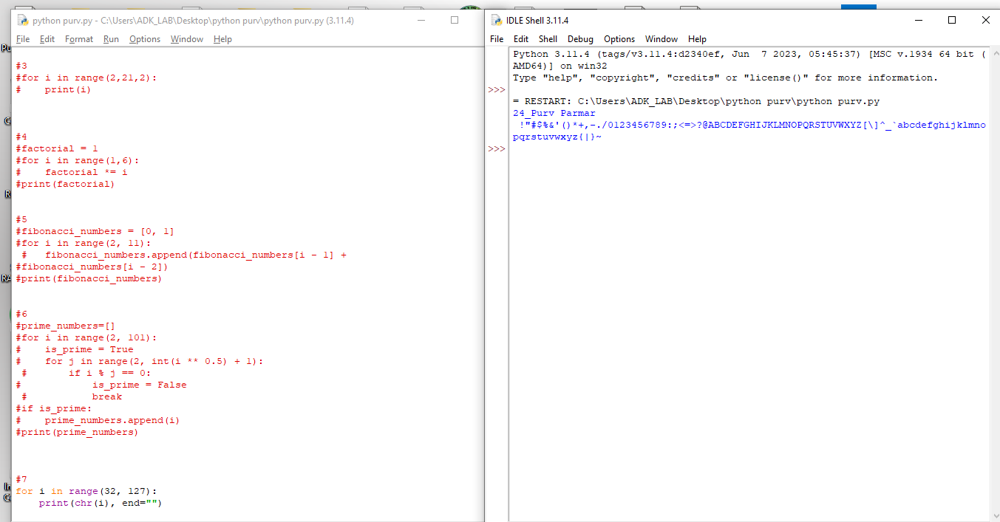 python purv.py - C:\Users\ADK_LAB\Desktop\python purv\python purv.py (3.11.4)
File Edit Format Run Options Window Help
#3
#for i in range(2,21,2):
#    print(i)
#4
#factorial = 1
#for i in range(1,6):
#    factorial *= i
#print(factorial)
#5
#fibonacci_numbers = [0, 1]
#for i in range(2, 11):
 #   fibonacci_numbers.append(fibonacci_numbers[i - 1] +
#fibonacci_numbers[i - 2])
#print(fibonacci_numbers)
#6
#prime_numbers=[]
#for i in range(2, 101):
#    is_prime = True
#    for j in range(2, int(i ** 0.5) + 1):
 #       if i % j == 0:
#            is_prime = False
 #           break
#if is_prime:
#    prime_numbers.append(i)
#print(prime_numbers)
#7
for i in range(32, 127):
    print(chr(i), end="")
IDLE Shell 3.11.4
File Edit Shell Debug Options Window Help
Python 3.11.4 (tags/v3.11.4:d2340ef, Jun  7 2023, 05:45:37) [MSC v.1934 64 bit (
AMD64)] on win32
Type "help", "copyright", "credits" or "license()" for more information.
>>>
= RESTART: C:\Users\ADK_LAB\Desktop\python purv\python purv.py
24_Purv Parmar
 !"#$%&'()*+,-./0123456789:;<=>?@ABCDEFGHIJKLMNOPQRSTUVWXYZ[\]^_`abcdefghijklmno
pqrstuvwxyz{|}~
>>>